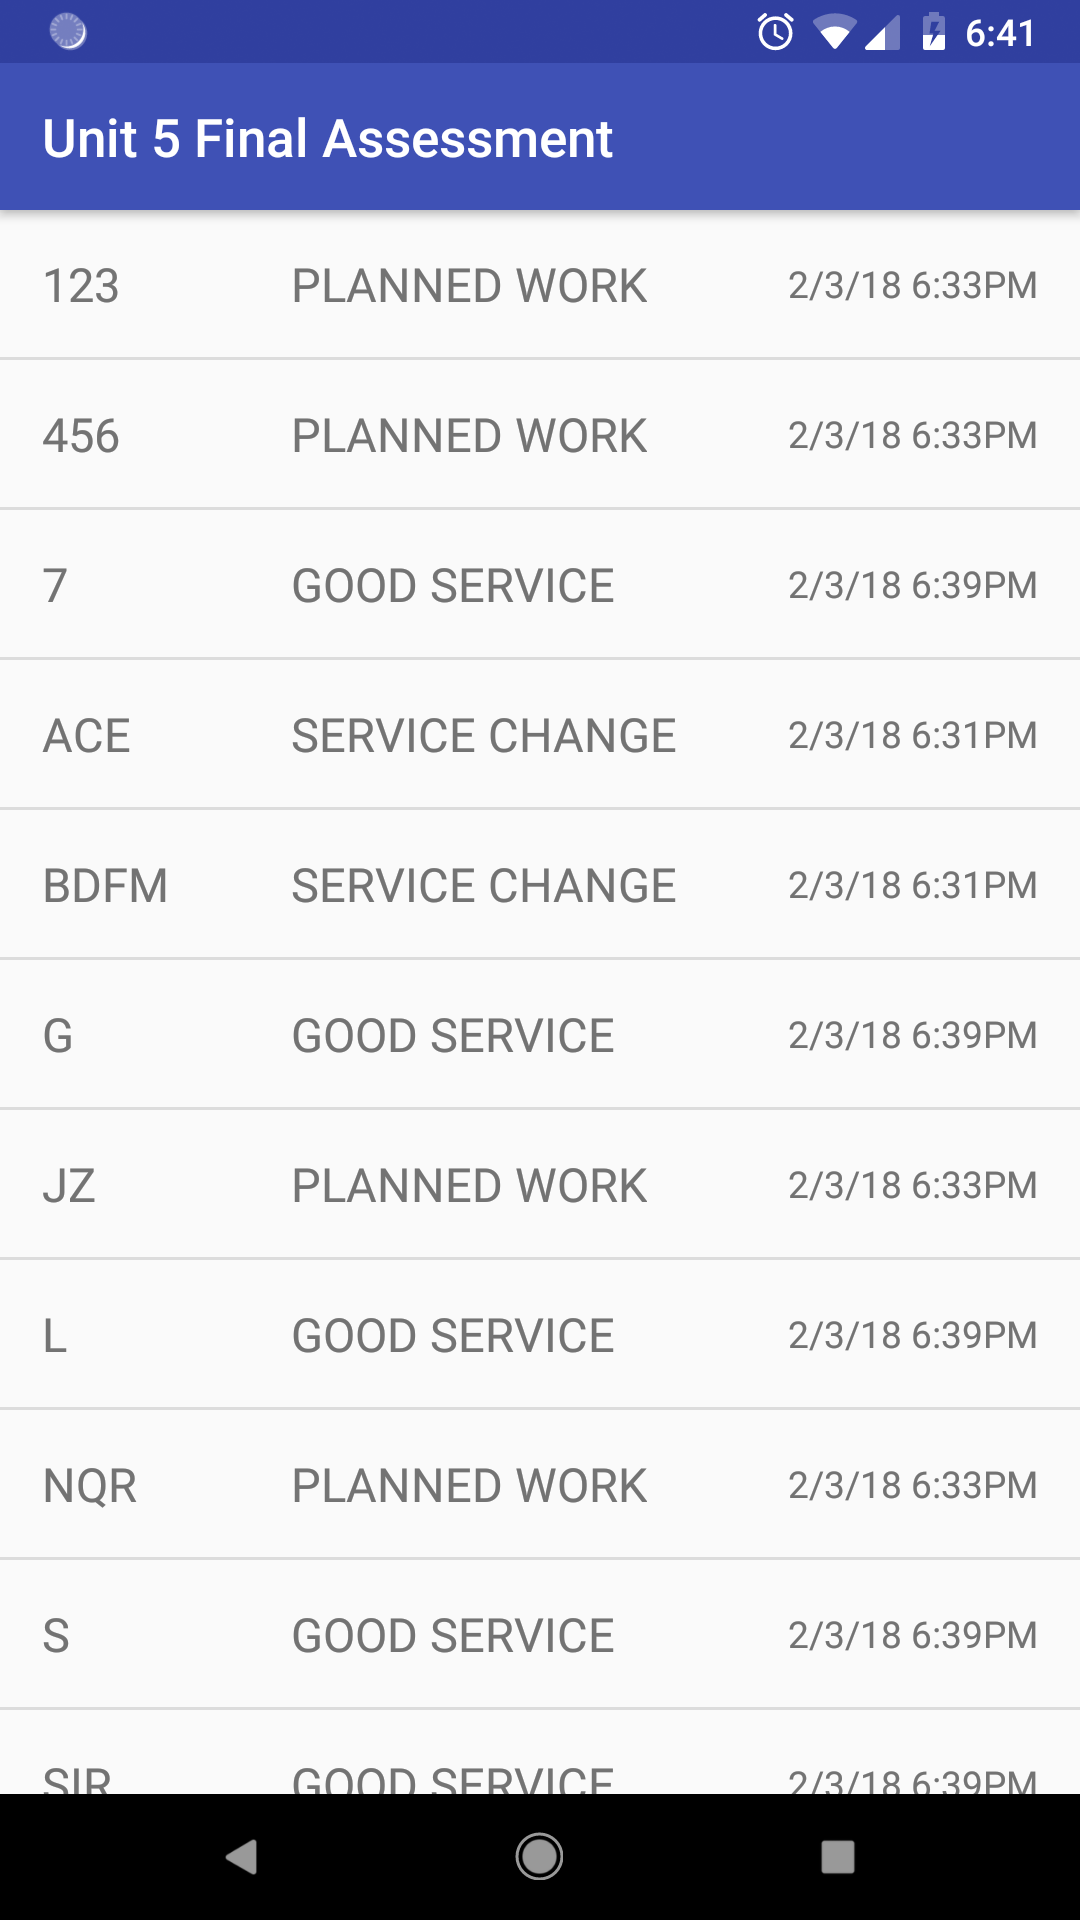 6:41
Unit 5 Final Assessment
123 PLANNED WORK 2/3/18 6:33PM
456 PLANNED WORK 2/3/18 6:33PM
7 GOOD SERVICE 2/3/18 6:39PM
ACE SERVICE CHANGE 2/3/18 6:31PM
BDFM SERVICE CHANGE 2/3/18 6:31PM
G GOOD SERVICE 2/3/18 6:39PM
JZ PLANNED WORK 2/3/18 6:33PM
L GOOD SERVICE 2/3/18 6:39PM
NQR PLANNED WORK 2/3/18 6:33PM
S GOOD SERVICE 2/3/18 6:39PM
SIR GOOD SERVICE 2/3/18 6:39PM